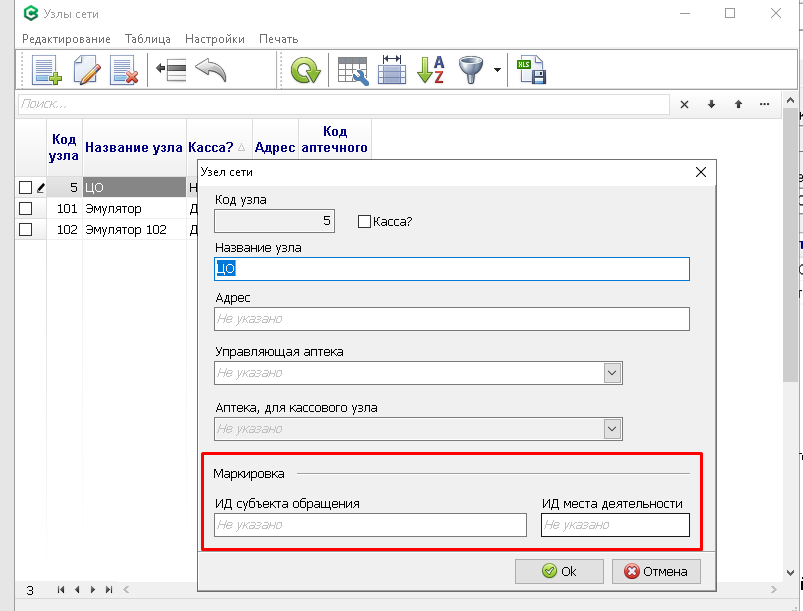 Узлы сети
Редактирование Таблица Настройки Печать
A
Z
XLS
Поиск...
Код узла Название узла Касса? Адрес Код аптечного
5 ЦО Н
101 Эмулятор Д
102 Эмулятор 102 Д
Узел сети
Код узла
5 Касса?
Название узла
ЦО
Адрес
Не указано
Управляющая аптека
Не указано
Аптека, для кассового узла
Не указано
Маркировка
ИД субъекта обращения ИД места деятельности
Не указано Не указано
Ok Отмена
3